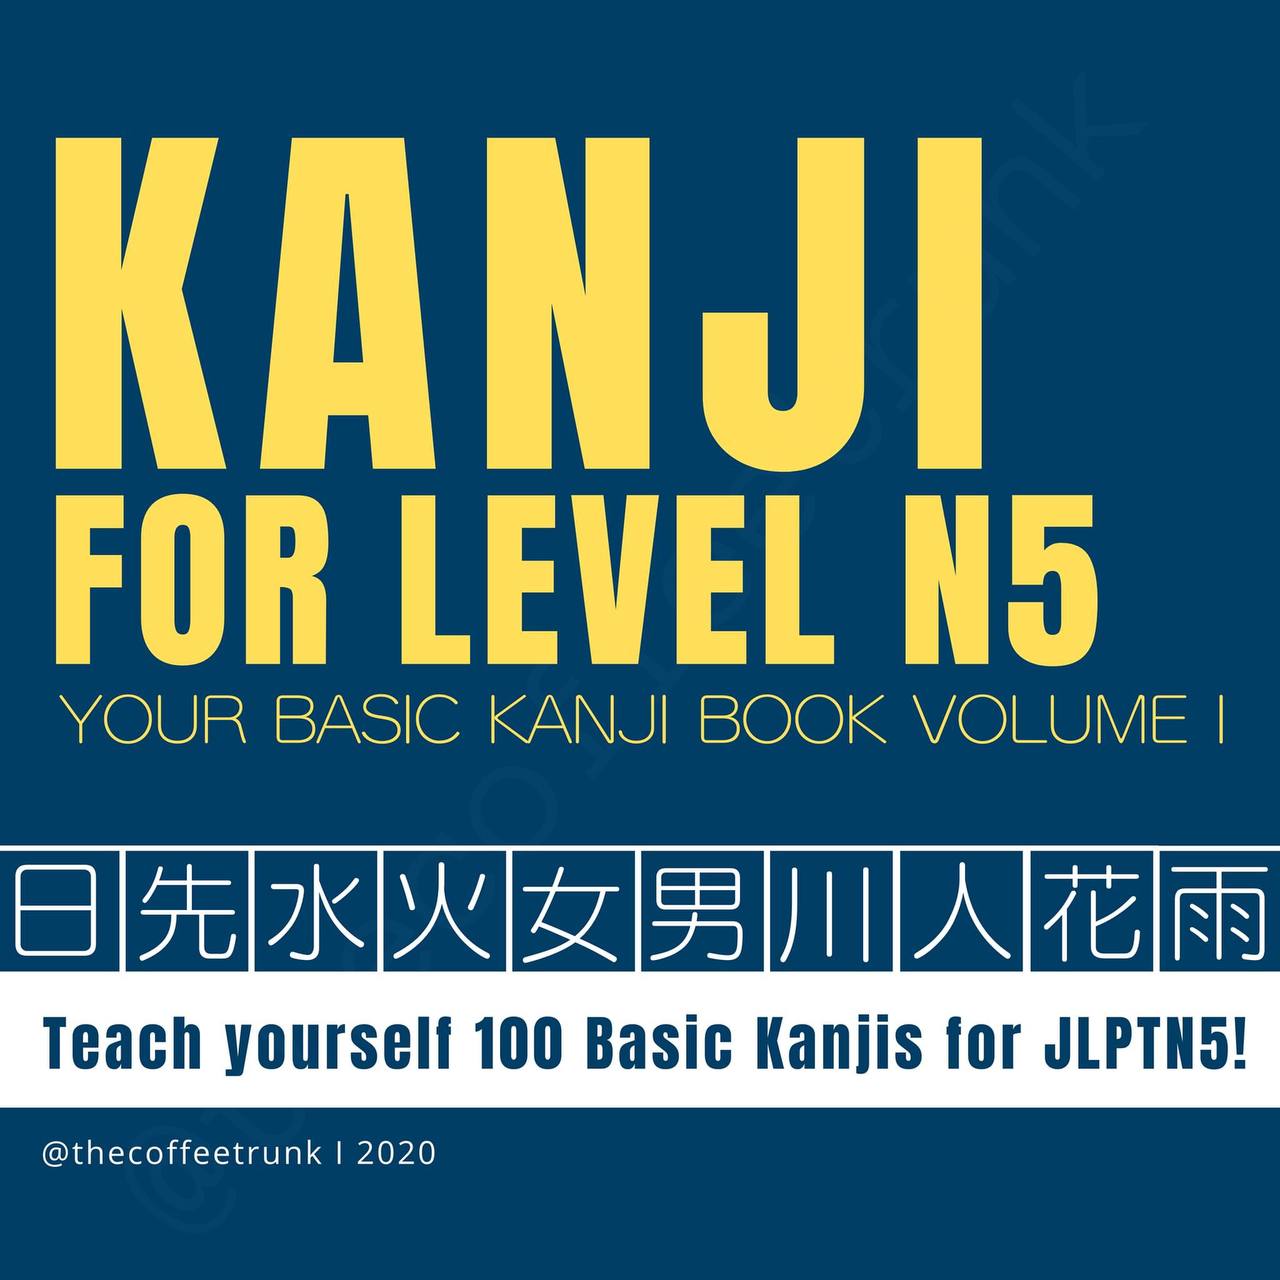 KANJI
FOR LEVEL N5
YOUR BASIC KANJI BOOK VOLUME I
日先水火女男川人花雨
Teach yourself 100 Basic Kanjis for JLPTN5!
@thecoffeetrunk I 2020